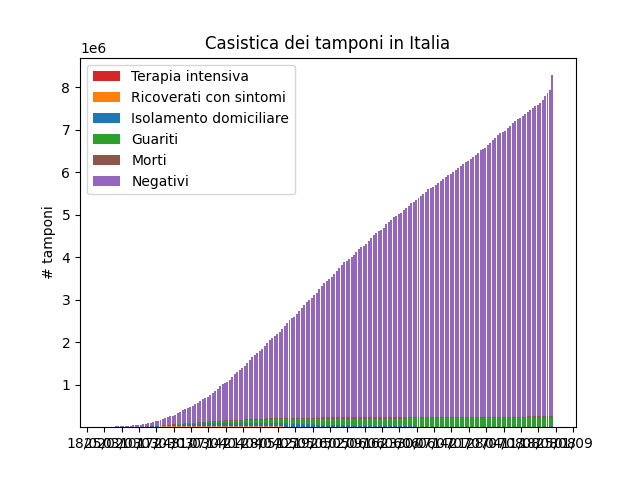 Casistica dei tamponi in Italia
1e6
Terapia intensiva
Ricoverati con sintomi
Isolamento domiciliare
Guariti
Morti
Negativi
# tamponi
8
7
6
5
4
3
2
1